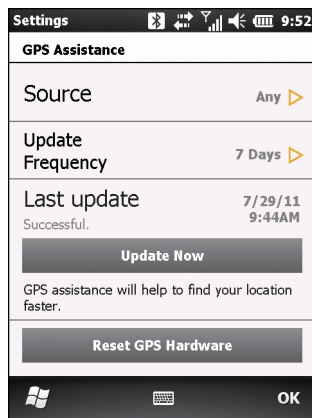 Settings 9:52
GPS Assistance
Source Any
Update
Frequency 7 Days
Last update 7/29/11
Successful. 9:44AM
Update Now
GPS assistance will help to find your location
faster.
Reset GPS Hardware
OK